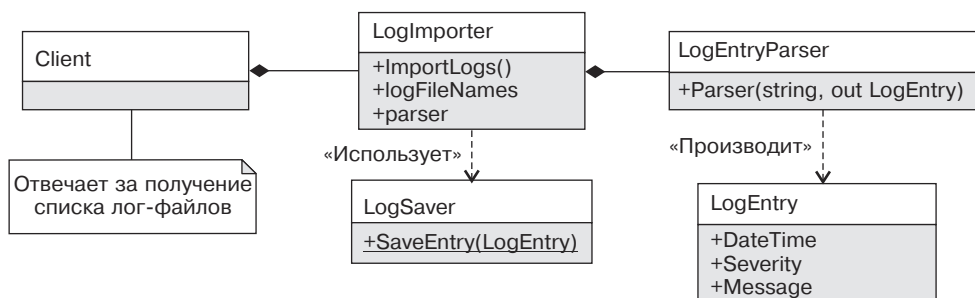 Client
Отвечает за получение
списка лог-файлов
LogImporter
+ImportLogs()
+logFileNames
+parser
«Использует»
LogSaver
+SaveEntry(LogEntry)
LogEntryParser
+Parser(string, out LogEntry)
«Производит»
LogEntry
+DateTime
+Severity
+Message